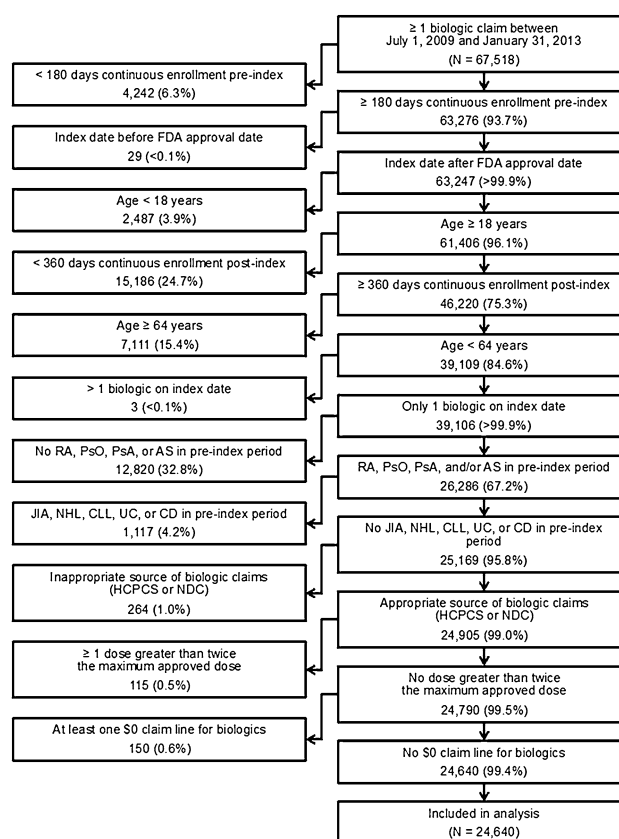 ≥ 1 biologic claim between
July 1, 2009 and January 31, 2013
(N = 67,518)
< 180 days continuous enrollment pre-index
4,242 (6.3%)
≥ 180 days continuous enrollment pre-index
63,276 (93.7%)
Index date before FDA approval date
29 (<0.1%)
Index date after FDA approval date
63,247 (>99.9%)
Age < 18 years
2,487 (3.9%)
Age ≥ 18 years
61,406 (96.1%)
< 360 days continuous enrollment post-index
15,186 (24.7%)
≥ 360 days continuous enrollment post-index
46,220 (75.3%)
Age ≥ 64 years
7,111 (15.4%)
Age < 64 years
39,109 (84.6%)
> 1 biologic on index date
3 (<0.1%)
Only 1 biologic on index date
39,106 (>99.9%)
No RA, PsO, PsA, or AS in pre-index period
12,820 (32.8%)
RA, PsO, PsA, and/or AS in pre-index period
26,286 (67.2%)
JIA, NHL, CLL, UC, or CD in pre-index period
1,117 (4.2%)
No JIA, NHL, CLL, UC, or CD in pre-index
period
25,169 (95.8%)
Inappropriate source of biologic claims
(HCPCS or NDC)
264 (1.0%)
Appropriate source of biologic claims
(HCPCS or NDC)
24,905 (99.0%)
≥ 1 dose greater than twice
the maximum approved dose
115 (0.5%)
No dose greater than twice
the maximum approved dose
24,790 (99.5%)
At least one $0 claim line for biologics
150 (0.6%)
No $0 claim line for biologics
24,640 (99.4%)
Included in analysis
(N = 24,640)